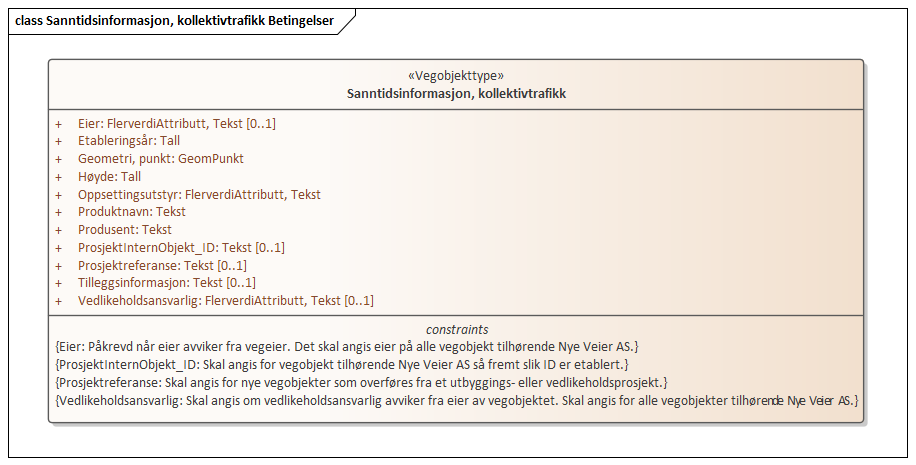 class Sanntidsinformasjon, kollektivtrafikk Betingelser
«Vegobjekttype»
Sanntidsinformasjon, kollektivtrafikk
+ Eier: FlerverdiAttributt, Tekst [0..1]
+ Etableringsår: Tall
+ Geometri, punkt: GeomPunkt
+ Høyde: Tall
+ Oppsettingsutstyr: FlerverdiAttributt, Tekst
+ Produktnavn: Tekst
+ Produsent: Tekst
+ ProsjektInternObjekt_ID: Tekst [0..1]
+ Prosjektreferanse: Tekst [0..1]
+ Tilleggsinformasjon: Tekst [0..1]
+ Vedlikeholdsansvarlig: FlerverdiAttributt, Tekst [0..1]
constraints
{Eier: Påkrevd når eier avviker fra vegeier. Det skal angis eier på alle vegobjekt tilhørende Nye Veier AS.}
{ProsjektInternObjekt_ID: Skal angis for vegobjekt tilhørende Nye Veier AS så fremt slik ID er etablert.}
{Prosjektreferanse: Skal angis for nye vegobjekter som overføres fra et utbyggings- eller vedlikeholdsprosjekt.}
{Vedlikeholdsansvarlig: Skal angis om vedlikeholdsansvarlig avviker fra eier av vegobjektet. Skal angis for alle vegobjekter tilhørende Nye Veier AS.}